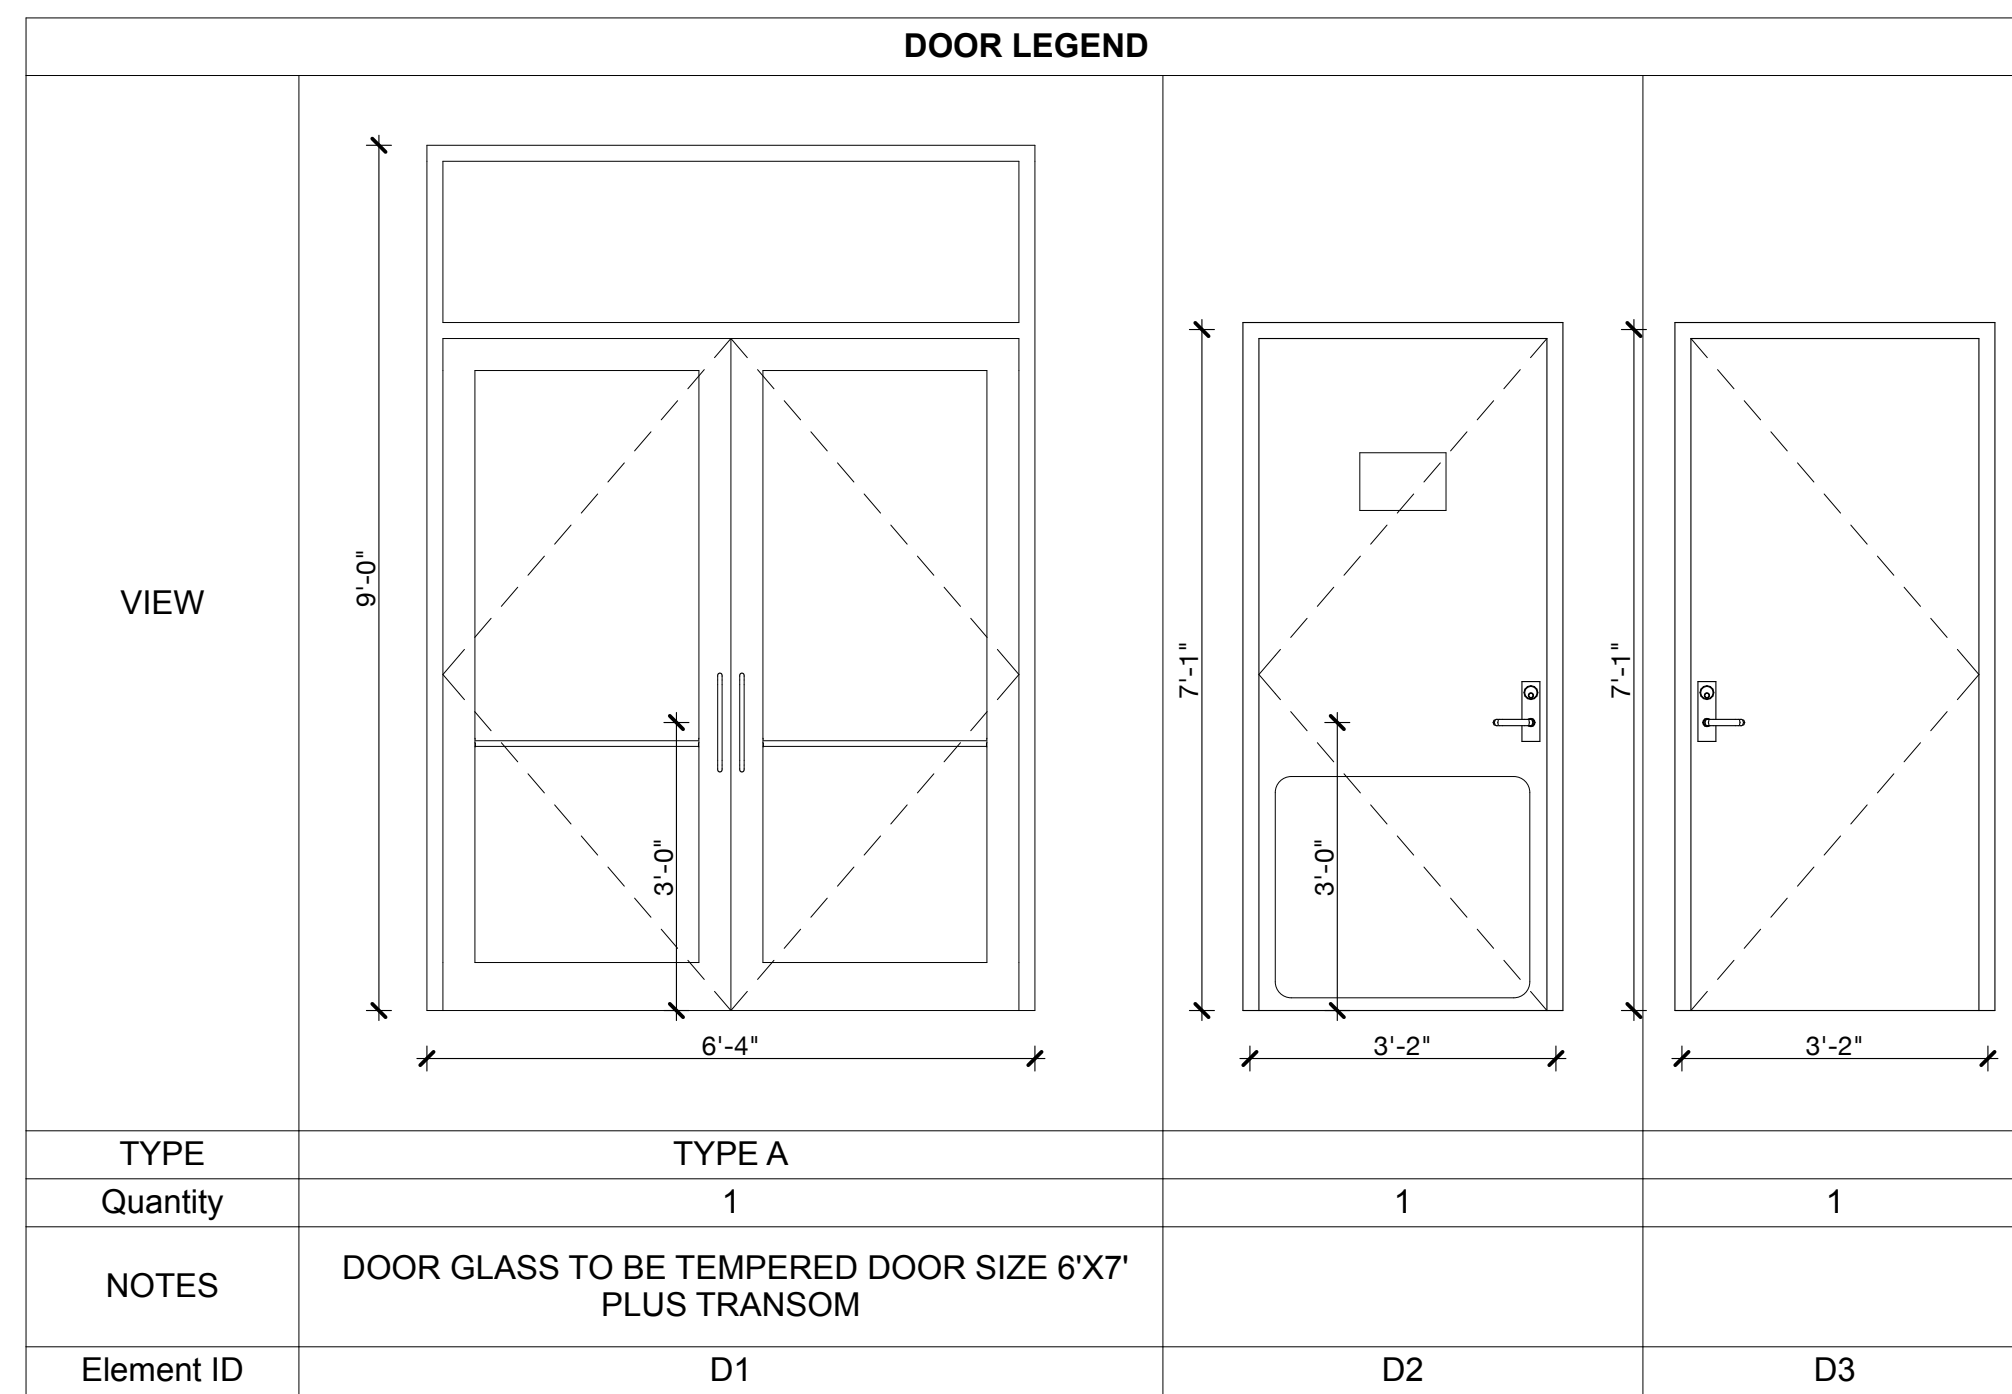 DOOR LEGEND
VIEW
9'-0"
3'-0"
6'-4"
7'-1"
3'-0"
3'-2"
7'-1"
3'-2"
TYPE
TYPE A
Quantity
1
1
1
NOTES
DOOR GLASS TO BE TEMPERED DOOR SIZE 6'X7'
PLUS TRANSOM
Element ID
D1
D2
D3